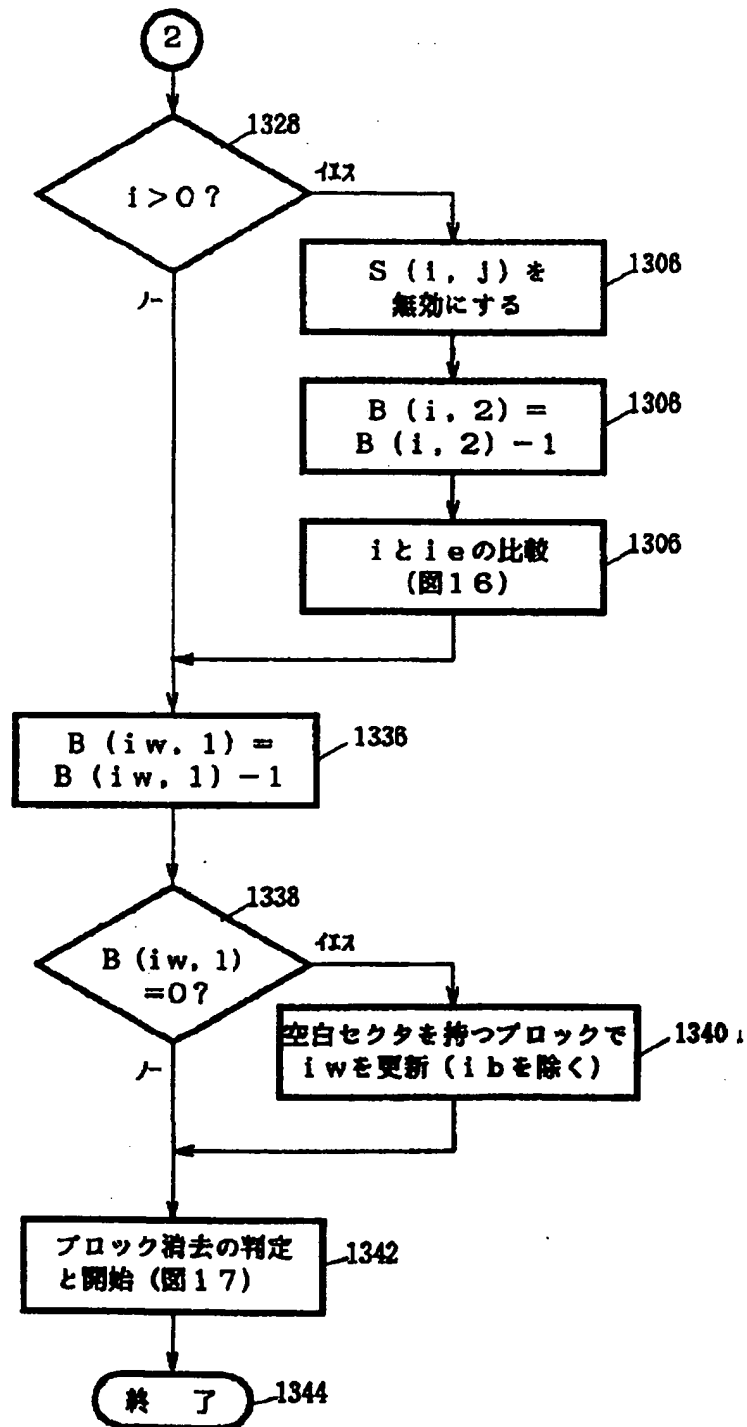 2
1328
i>0?
イエス
ノー
S(i,j)を
無効にする
1306
B(i,2)=
B(i,2)-1
1306
iとieの比較
(図16)
1306
B(iw,1)=
B(iw,1)-1
1336
1338
B(iw,1)
=0?
イエス
ノー
空白セクタを持つブロックで
iwを更新(ibを除く)
1340
ブロック消去の判定
と開始(図17)
1342
終 了
1344